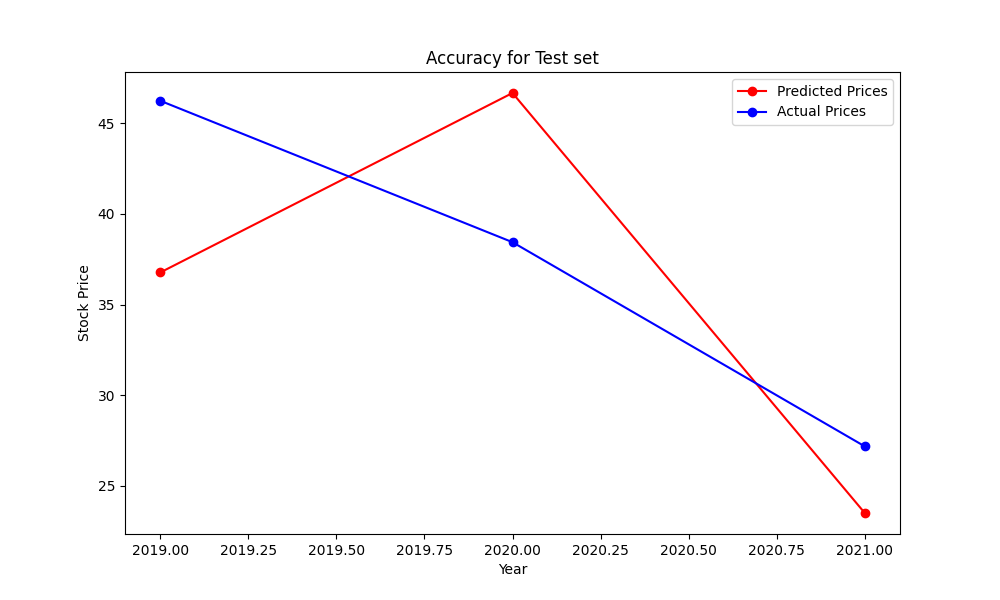 Accuracy for Test set
Predicted Prices
Actual Prices
Stock Price
45
40
35
30
25
2019.00 2019.25 2019.50 2019.75 2020.00 2020.25 2020.50 2020.75 2021.00
Year